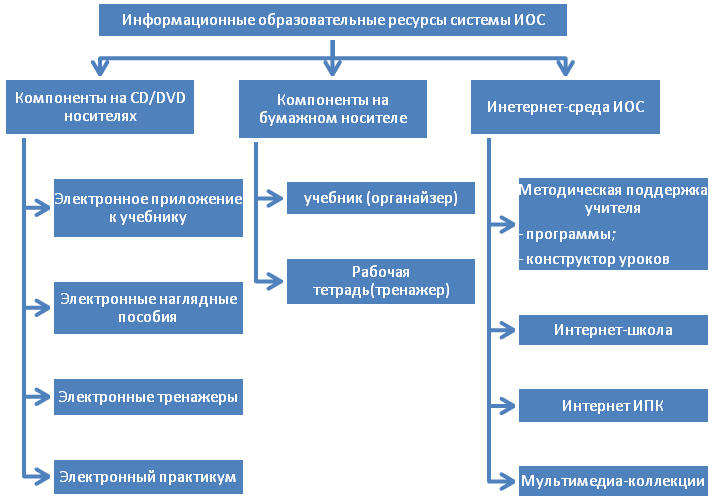 Информационные образовательные ресурсы системы ИОС
Компоненты на CD/DVD
носителях
Компоненты на
бумажном носителе
Инетернет-среда ИОС
Электронное приложение
к учебнику
Электронные наглядные
пособия
Электронные тренажеры
Электронный практикум
учебник (органайзер)
Рабочая
тетрадь(тренажер)
Методическая поддержка
учителя
- программы;
- конструктор уроков
Интернет-школа
Интернет ИПК
Мультимедиа-коллекции